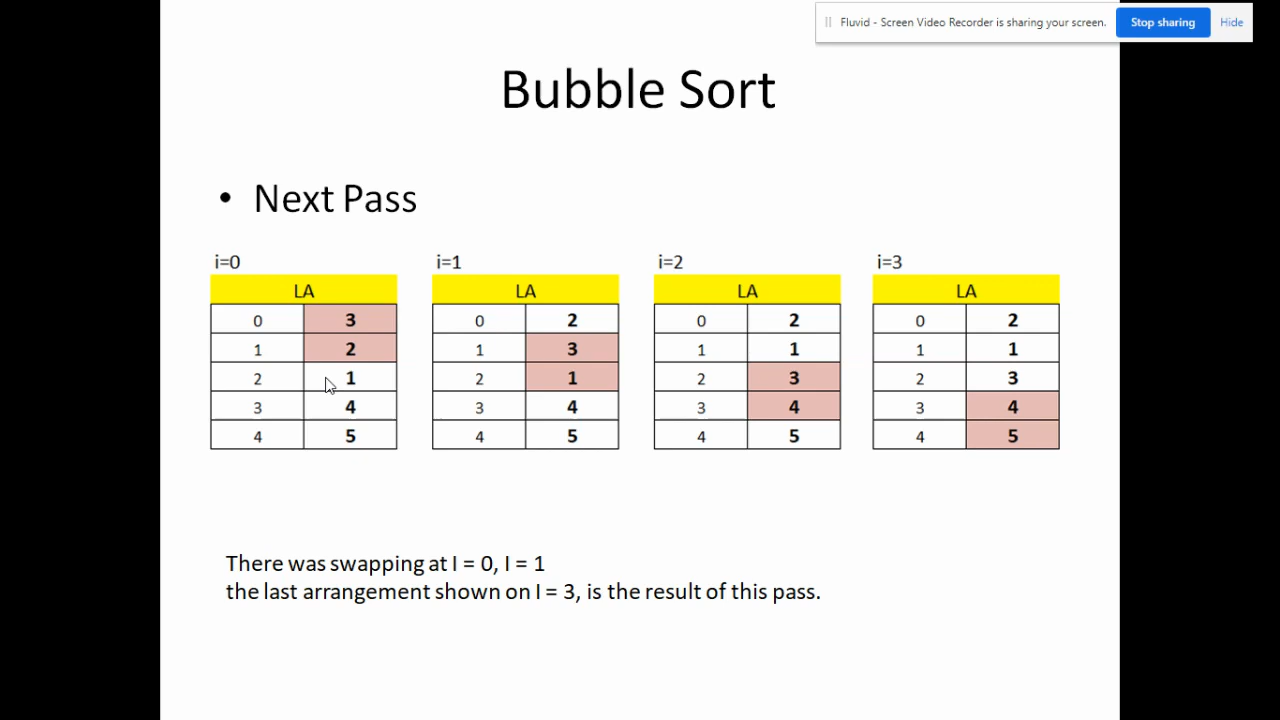 Fluvid - Screen Video Recorder is sharing your screen. Stop sharing Hide
Bubble Sort
• Next Pass
i=0 i=1 i=2 i=3
LA LA LA LA
0 3 0 2 0 2 0 2
1 2 1 3 1 1 1 1
2 1 2 1 2 3 2 3
3 4 3 4 3 4 3 4
4 5 4 5 4 5 4 5
There was swapping at I = 0, I = 1
the last arrangement shown on I = 3, is the result of this pass.